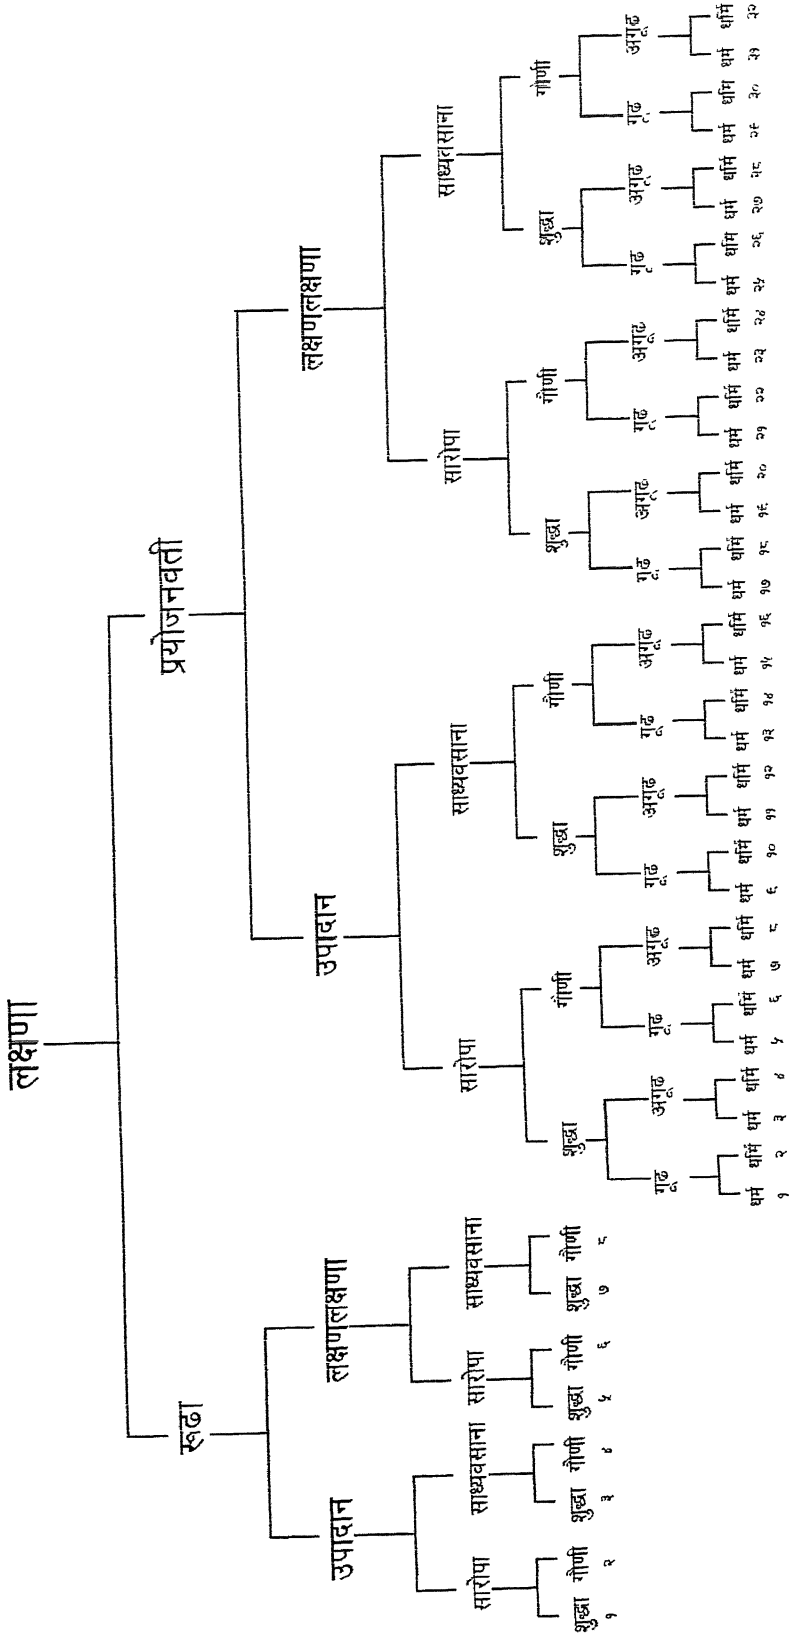 लक्षणा
रूढा प्रयोजनवती
उपादान लक्षणलक्षणा उपादान लक्षणलक्षणा
सारोपा साध्यवसाना सारोपा साध्यवसाना सारोपा साध्यवसाना सारोपा साध्यवसाना
शुद्धा गौणी शुद्धा गौणी शुद्धा गौणी शुद्धा गौणी शुद्धा गौणी शुद्धा गौणी शुद्धा गौणी शुद्धा गौणी
१ २ ३ ४ ५ ६ ७ ८
गूढ अगूढ गूढ अगूढ गूढ अगूढ गूढ अगूढ गूढ अगूढ गूढ अगूढ गूढ अगूढ गूढ अगूढ
धर्म धर्मि धर्म धर्मि धर्म धर्मि धर्म धर्मि धर्म धर्मि धर्म धर्मि धर्म धर्मि धर्म धर्मि धर्म धर्मि धर्म धर्मि धर्म धर्मि धर्म धर्मि धर्म धर्मि धर्म धर्मि धर्म धर्मि धर्म धर्मि
१ २ ३ ४ ५ ६ ७ ८ ९ १० ११ १२ १३ १४ १५ १६ १७ १८ १९ २० २१ २२ २३ २४ २५ २६ २७ २८ २९ ३० ३१ ३२